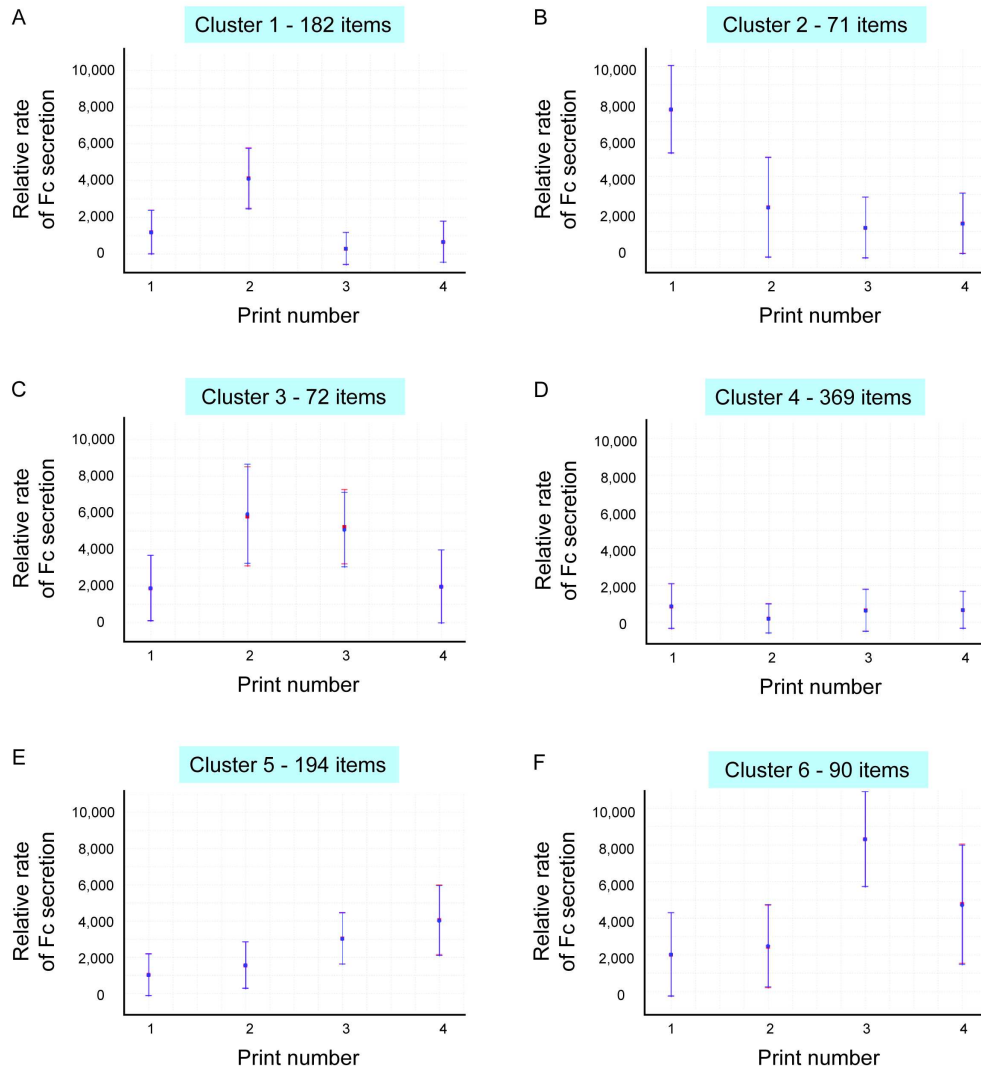 A
Cluster 1 - 182 items
Relative rate
of Fc secretion
10,000
8,000
6,000
4,000
2,000
0
1 2 3 4
Print number
B
Cluster 2 - 71 items
Relative rate
of Fc secretion
10,000
8,000
6,000
4,000
2,000
0
1 2 3 4
Print number
C
Cluster 3 - 72 items
Relative rate
of Fc secretion
10,000
8,000
6,000
4,000
2,000
0
1 2 3 4
Print number
D
Cluster 4 - 369 items
Relative rate
of Fc secretion
10,000
8,000
6,000
4,000
2,000
0
1 2 3 4
Print number
E
Cluster 5 - 194 items
Relative rate
of Fc secretion
10,000
8,000
6,000
4,000
2,000
0
1 2 3 4
Print number
F
Cluster 6 - 90 items
Relative rate
of Fc secretion
10,000
8,000
6,000
4,000
2,000
0
1 2 3 4
Print number